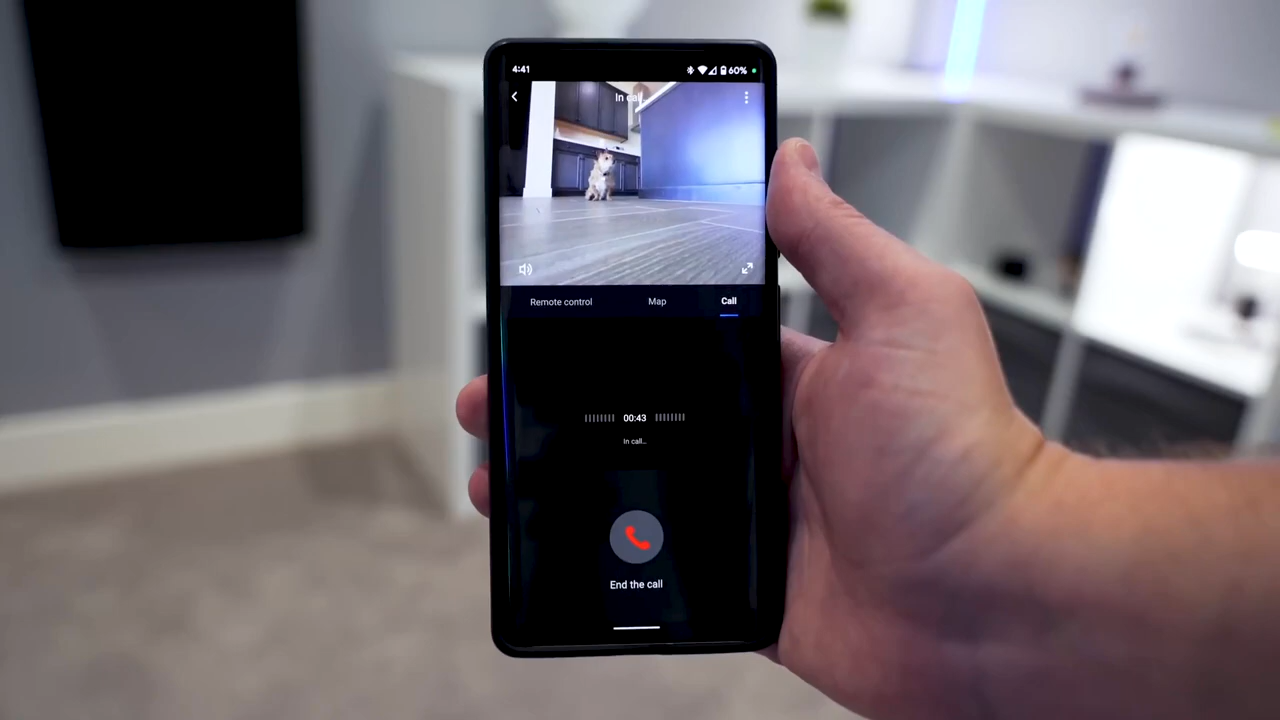 4:41 60%
In call...
Remote control Map Call
00:43
In call...
End the call